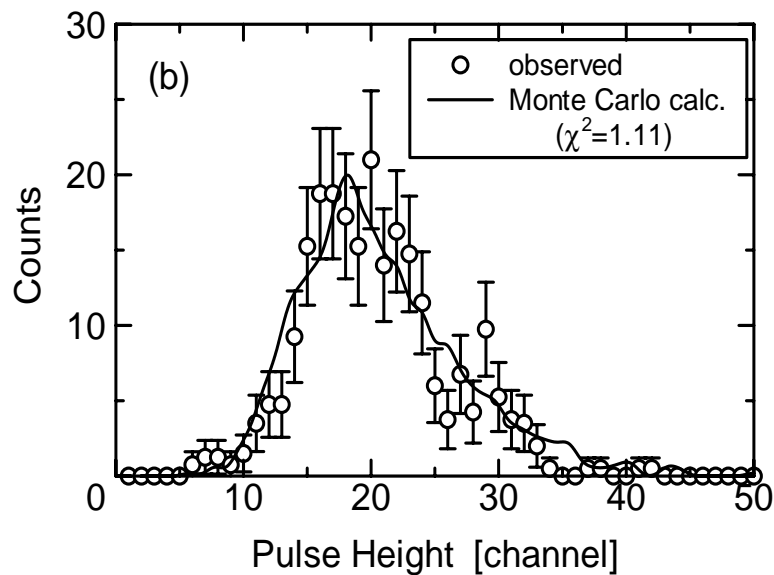 30
(b)
observed
Monte Carlo calc.
(χ²=1.11)
20
Counts
10
0
0 10 20 30 40 50
Pulse Height [channel]